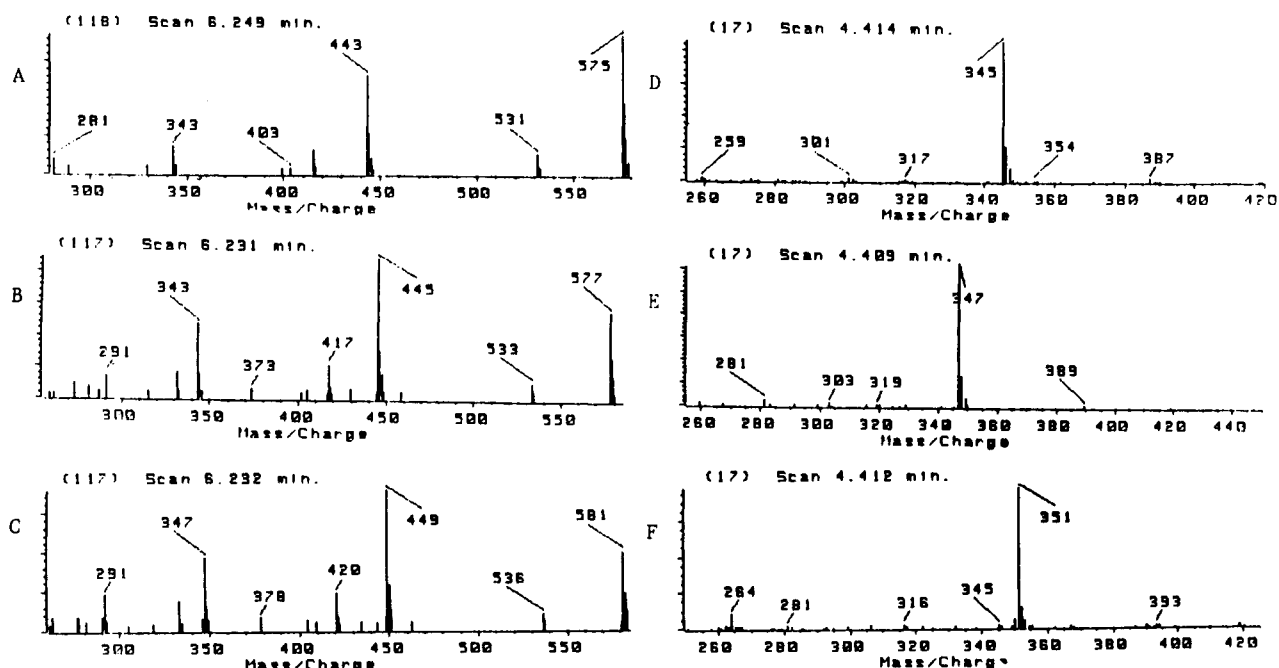 (118) Scan 6.249 min.
A
281 343 403 443 531 575
300 350 400 450 500 550
Mass/Charge
(117) Scan 6.231 min.
B
291 343 373 417 445 533 577
300 350 400 450 500 550
Mass/Charge
(117) Scan 6.232 min.
C
291 347 378 420 449 536 581
300 350 400 450 500 550
Mass/Charge
(17) Scan 4.414 min.
D
259 301 317 345 354 387
260 280 300 320 340 360 380 400 420
Mass/Charge
(17) Scan 4.409 min.
E
281 303 319 347 389
260 280 300 320 340 360 380 400 420 440
Mass/Charge
(17) Scan 4.412 min.
F
264 281 316 345 351 393
260 280 300 320 340 360 380 400 420
Mass/Charge